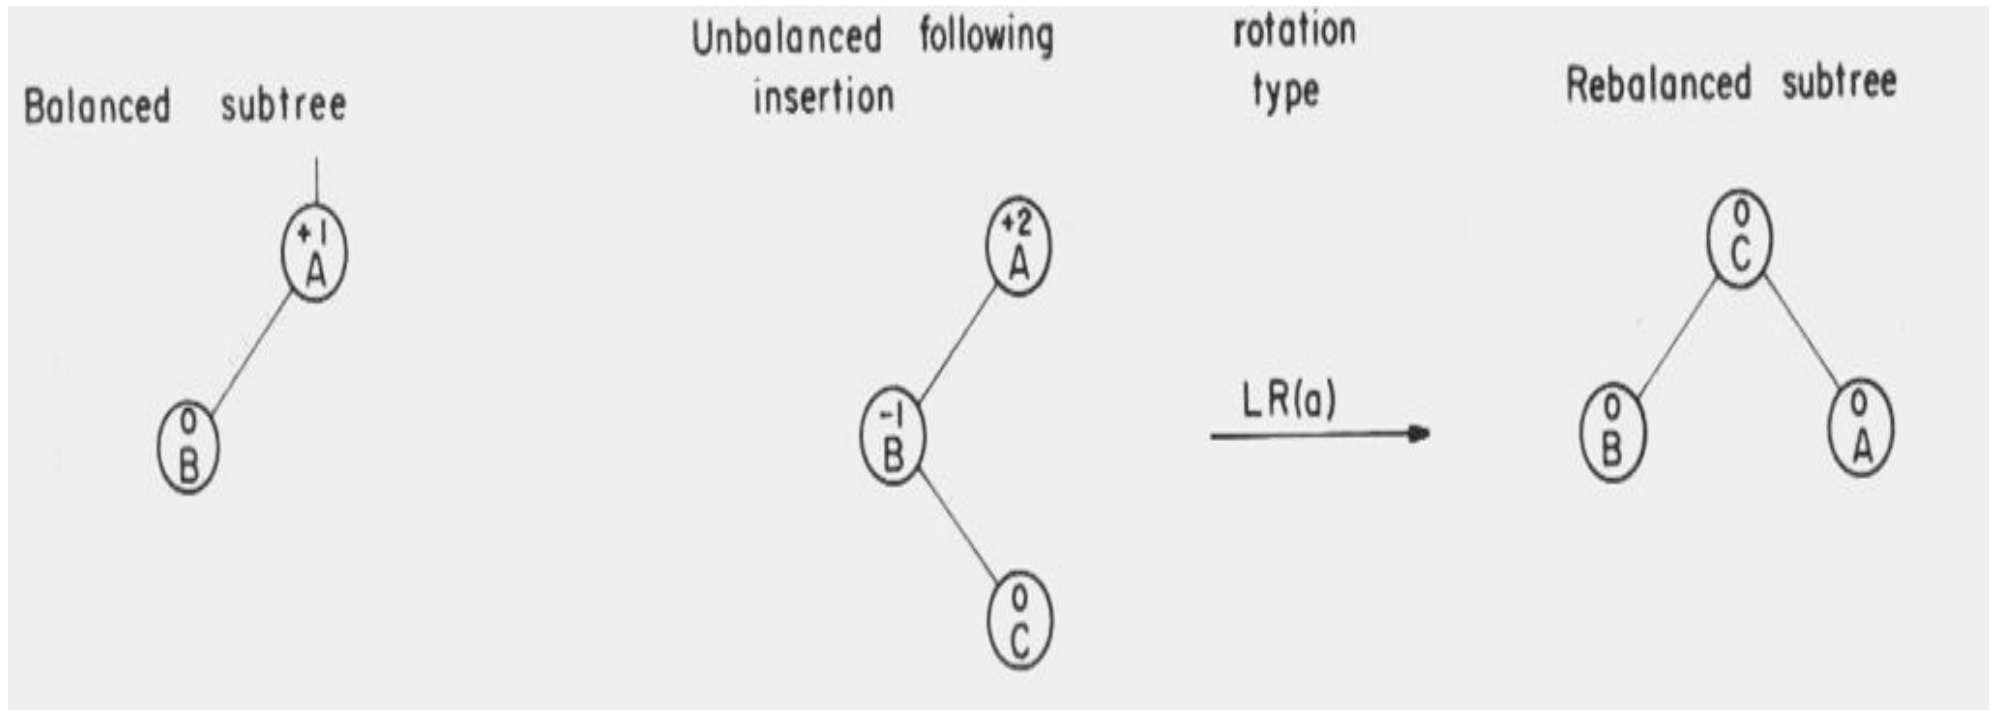 Balanced subtree
Unbalanced following
insertion
rotation
type
Rebalanced subtree
+1
A
0
B
+2
A
-1
B
0
C
LR(a)
0
C
0
B
0
A